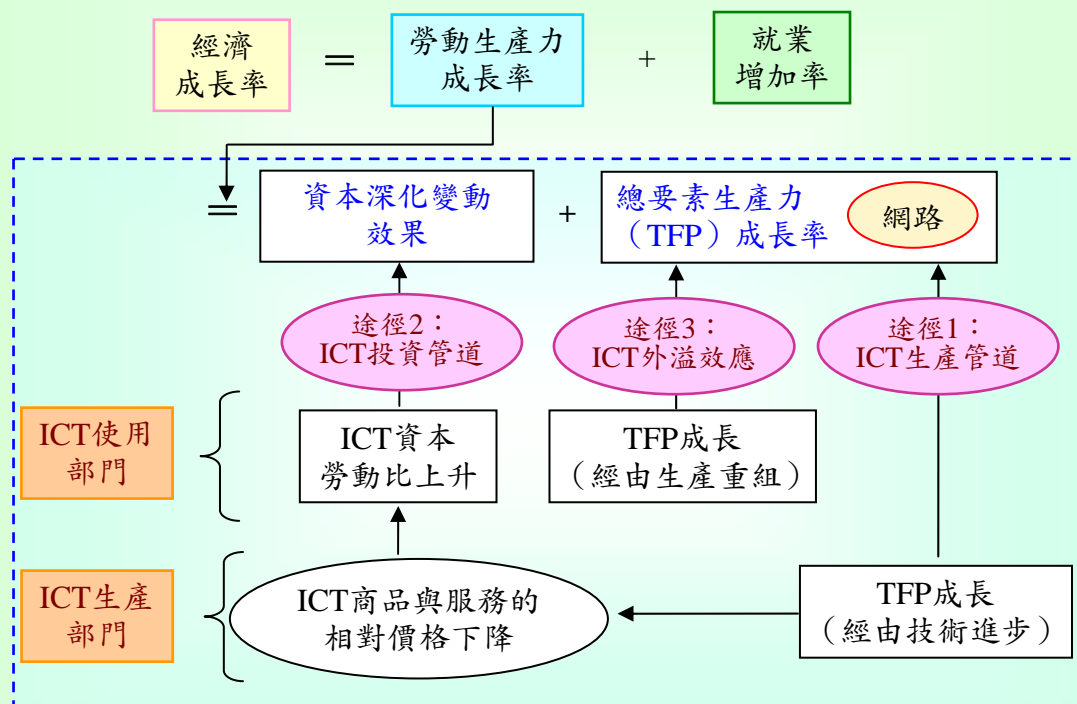 經濟
成長率
＝
勞動生產力
成長率
+
就業
增加率
＝
資本深化變動
效果
+
總要素生產力
（TFP）成長率
網路
途徑2：
ICT投資管道
途徑3：
ICT外溢效應
途徑1：
ICT生產管道
ICT使用
部門
ICT資本
勞動比上升
TFP成長
（經由生產重組）
ICT生產
部門
ICT商品與服務的
相對價格下降
TFP成長
（經由技術進步）